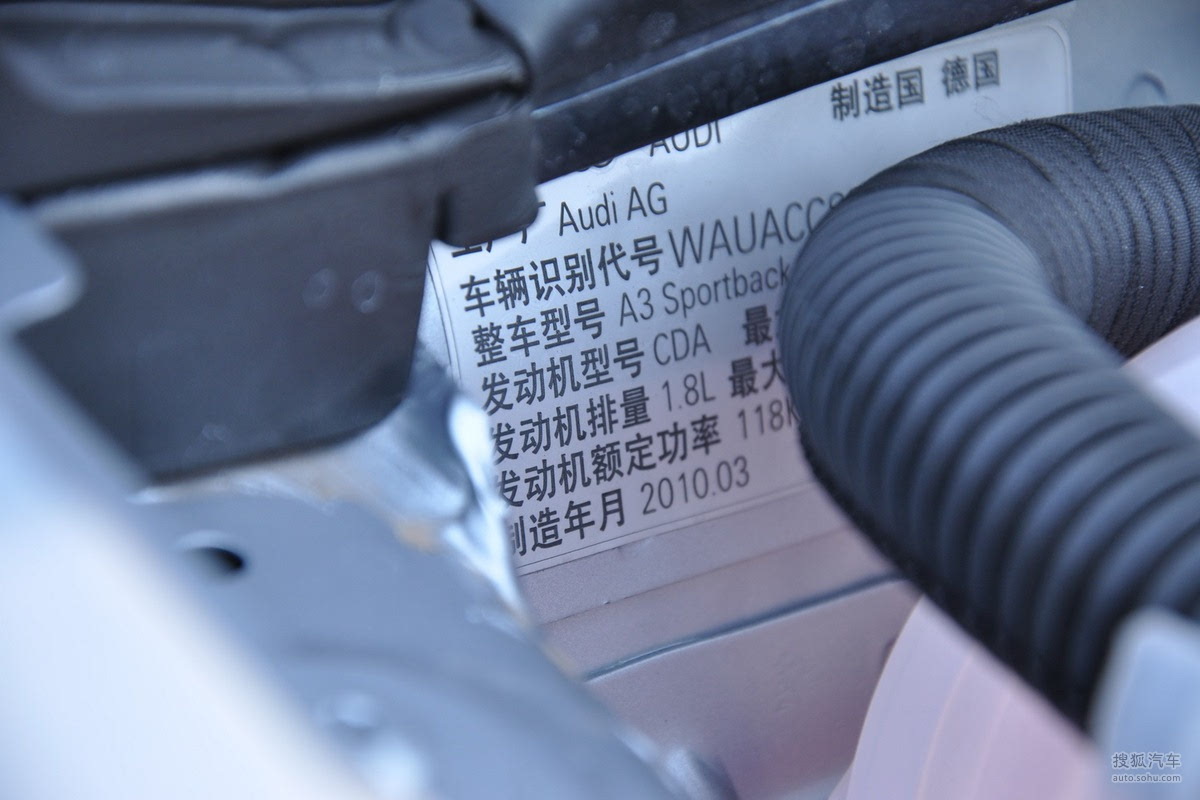 制造国 德国
AUDI
Audi AG
车辆识别代号 WAUACC
整车型号 A3 Sportback
发动机型号 CDA 最
发动机排量 1.8L 最大
发动机额定功率 118K
制造年月 2010.03
搜狐汽车
auto.sohu.com